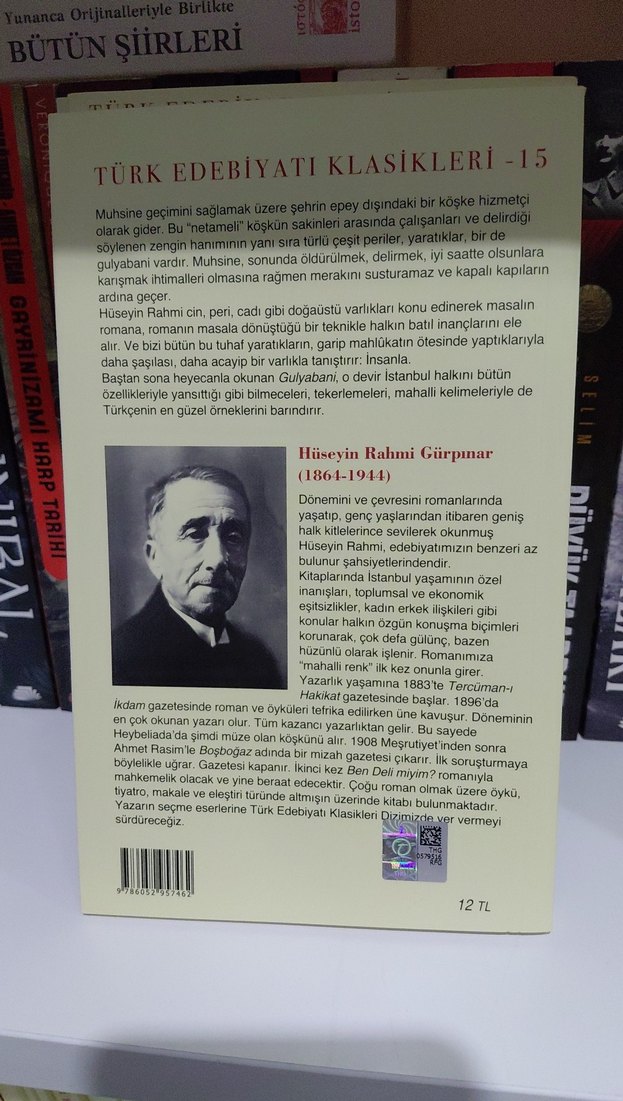 Yunanca Orijinalleriyle Birlikte
BÜTÜN ŞİİRLERİ
TÜRK EDEBİYATI KLASİKLERİ -15
Muhsine geçimini sağlamak üzere şehrin epey dışındaki bir köşke hizmetçi
olarak gider. Bu “netameli” köşkün sakinleri arasında çalışanları ve delirdiği
söylenen zengin hanımının yanı sıra türlü çeşit periler, yaratıklar, bir de
gulyabani vardır. Muhsine, sonunda öldürülmek, delirmek, iyi saatte olsunlara
karışmak ihtimalleri olmasına rağmen merakını susturamaz ve kapalı kapıların
ardına geçer.
Hüseyin Rahmi cin, peri, cadı gibi doğaüstü varlıkları konu edinerek masalın
romana, romanın masala dönüştüğü bir teknikle halkın batıl inançlarını ele
alır. Ve bizi bütün bu tuhaf yaratıkların, garip mahlûkatın ötesinde yaptıklarıyla
daha şaşılası, daha acayip bir varlıkla tanıştırır: İnsanla.
Baştan sona heyecanla okunan Gulyabani, o devir İstanbul halkını bütün
özellikleriyle yansıttığı gibi bilmeceleri, tekerlemeleri, mahalli kelimeleriyle de
Türkçenin en güzel örneklerini barındırır.
Hüseyin Rahmi Gürpınar
(1864-1944)
Dönemini ve çevresini romanlarında
yaşatıp, genç yaşlarından itibaren geniş
halk kitlelerince sevilerek okunmuş
Hüseyin Rahmi, edebiyatımızın benzeri az
bulunur şahsiyetlerindendir.
Kitaplarında İstanbul yaşamının özel
inanışları, toplumsal ve ekonomik
eşitsizlikler, kadın erkek ilişkileri gibi
konular halkın özgün konuşma biçimleri
korunarak, çok defa gülünç, bazen
hüzünlü olarak işlenir. Romanımıza
“mahalli renk” ilk kez onunla girer.
Yazarlık yaşamına 1883’te Tercüman-ı
Hakikat gazetesinde başlar. 1896’da
İkdam gazetesinde roman ve öyküleri tefrika edilirken üne kavuşur. Döneminin
en çok okunan yazarı olur. Tüm kazancı yazarlıktan gelir. Bu sayede
Heybeliada’da şimdi müze olan köşkünü alır. 1908 Meşrutiyet’inden sonra
Ahmet Rasim’le Boşboğaz adında bir mizah gazetesi çıkarır. İlk soruşturmaya
böylelikle uğrar. Gazetesi kapanır. İkinci kez Ben Deli miyim? romanıyla
mahkemelik olacak ve yine beraat edecektir. Çoğu roman olmak üzere öykü,
tiyatro, makale ve eleştiri türünde altmışın üzerinde kitabı bulunmaktadır.
Yazarın seçme eserlerine Türk Edebiyatı Klasikleri Dizimizde yer vermeyi
sürdüreceğiz.
THG
0579516
RFG
9 786052 957462
12 TL
GAYRİNİZAMİ HARP TARİHİ
SELİM